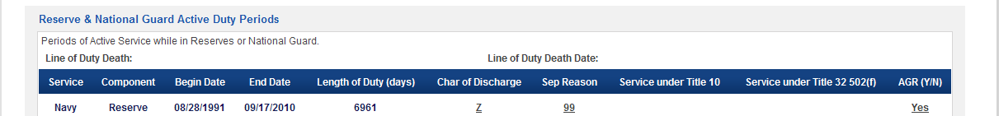 Reserve & National Guard Active Duty Periods
Periods of Active Service while in Reserves or National Guard.
Line of Duty Death: Line of Duty Death Date:
Service Component Begin Date End Date Length of Duty (days) Char of Discharge Sep Reason Service under Title 10 Service under Title 32 502(f) AGR (Y/N)
Navy Reserve 08/28/1991 09/17/2010 6961 Z 99 Yes